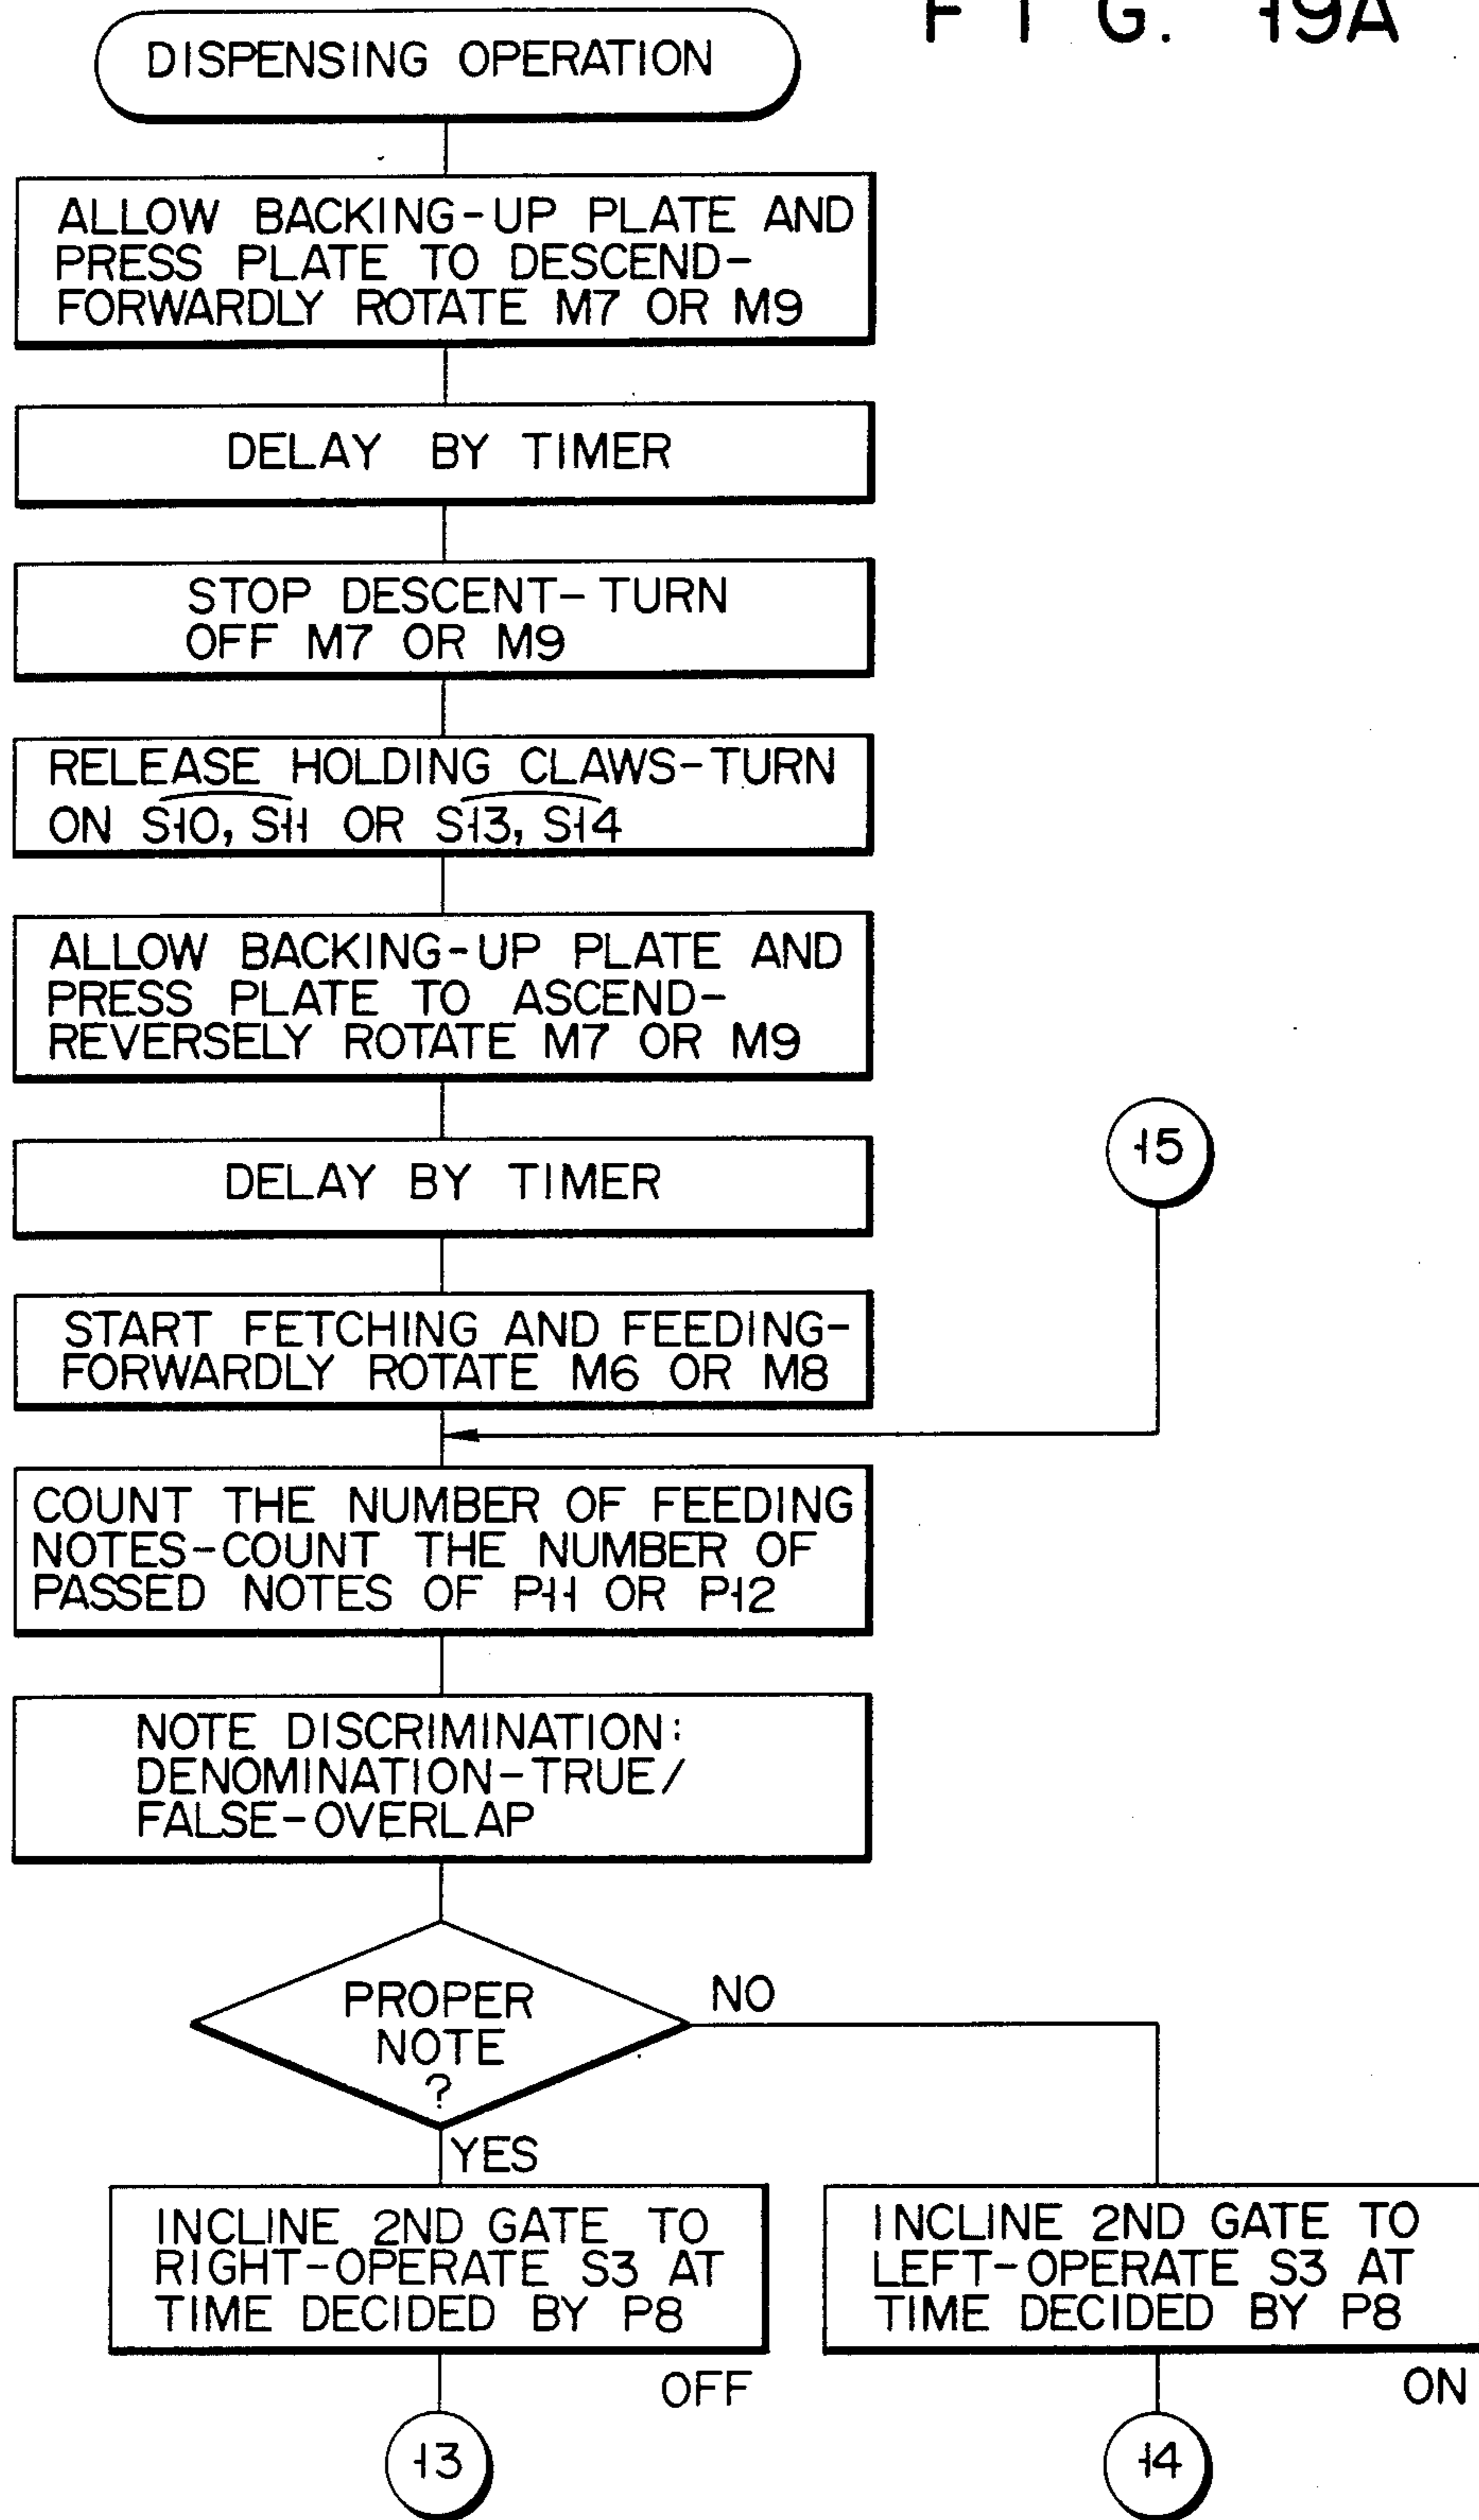 FIG. 19A
DISPENSING OPERATION
ALLOW BACKING-UP PLATE AND
PRESS PLATE TO DESCEND-
FORWARDLY ROTATE M7 OR M9
DELAY BY TIMER
STOP DESCENT-TURN
OFF M7 OR M9
RELEASE HOLDING CLAWS-TURN
ON S10, S11 OR S13, S14
ALLOW BACKING-UP PLATE AND
PRESS PLATE TO ASCEND-
REVERSELY ROTATE M7 OR M9
DELAY BY TIMER
15
START FETCHING AND FEEDING-
FORWARDLY ROTATE M6 OR M8
COUNT THE NUMBER OF FEEDING
NOTES-COUNT THE NUMBER OF
PASSED NOTES OF P11 OR P12
NOTE DISCRIMINATION:
DENOMINATION-TRUE/
FALSE-OVERLAP
PROPER
NOTE
?
NO
YES
INCLINE 2ND GATE TO
RIGHT-OPERATE S3 AT
TIME DECIDED BY P8
OFF
INCLINE 2ND GATE TO
LEFT-OPERATE S3 AT
TIME DECIDED BY P8
ON
13
14